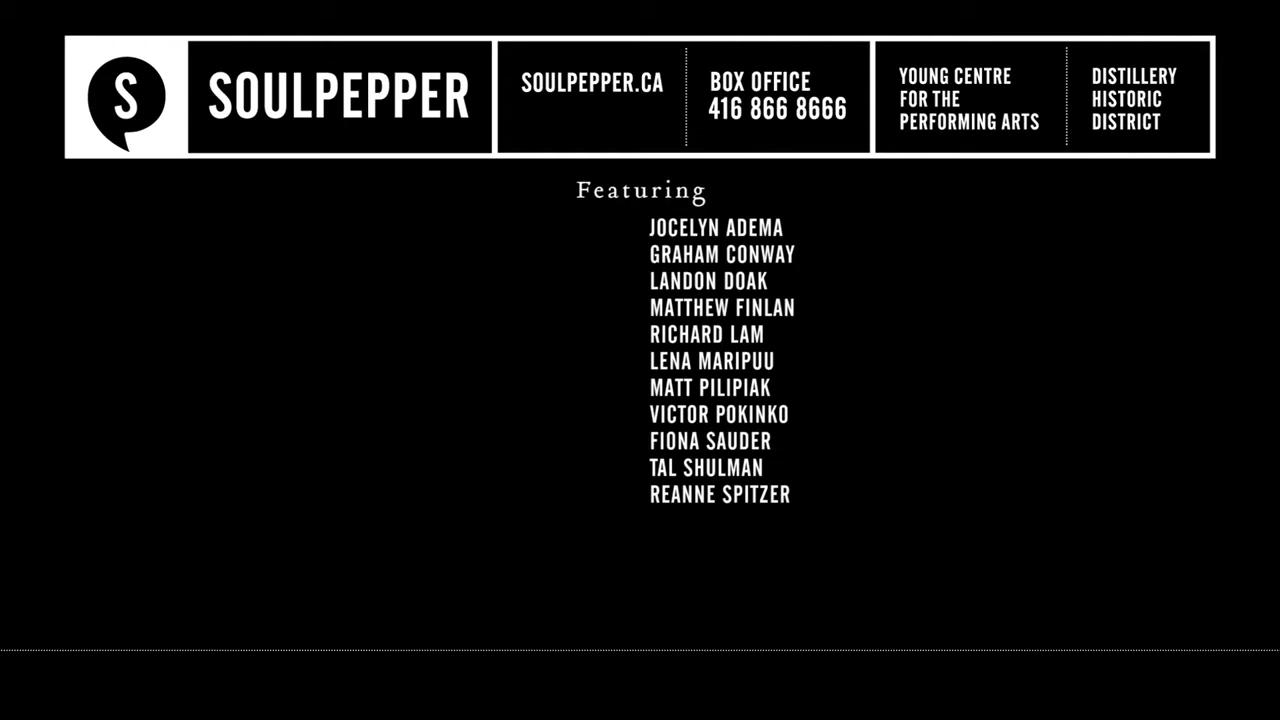 S
SOULPEPPER
SOULPEPPER.CA
BOX OFFICE
416 866 8666
YOUNG CENTRE
FOR THE
PERFORMING ARTS
DISTILLERY
HISTORIC
DISTRICT
Featuring
JOCELYN ADEMA
GRAHAM CONWAY
LANDON DOAK
MATTHEW FINLAN
RICHARD LAM
LENA MARIPUU
MATT PILIPIAK
VICTOR POKINKO
FIONA SAUDER
TAL SHULMAN
REANNE SPITZER